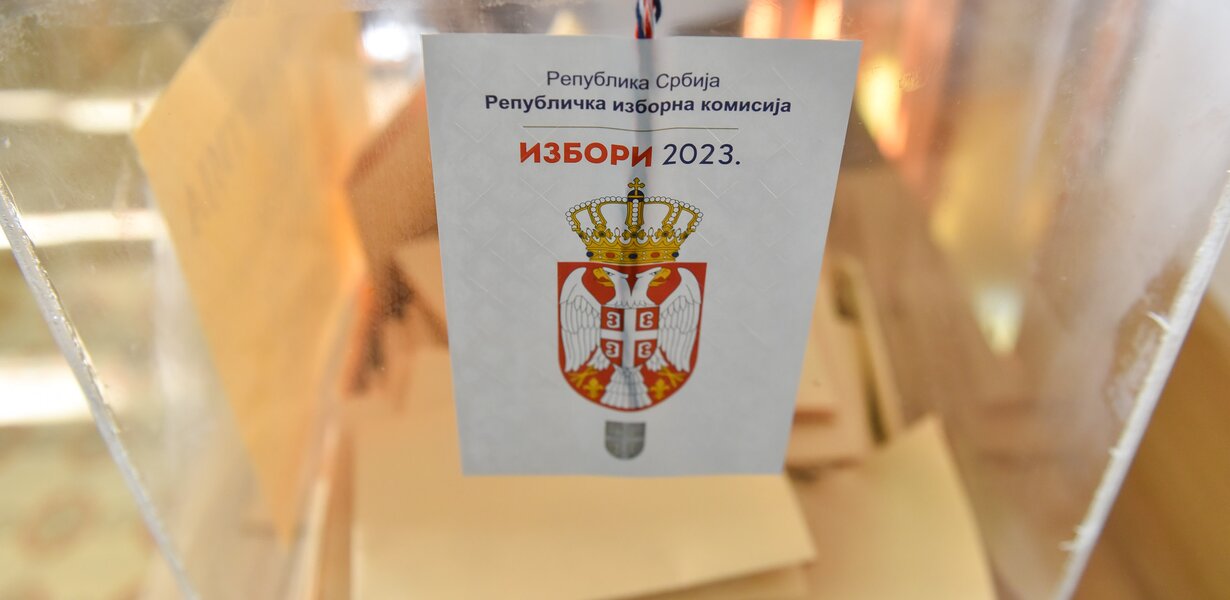 Република Србија
Републичка изборна комисија
ИЗБОРИ 2023.